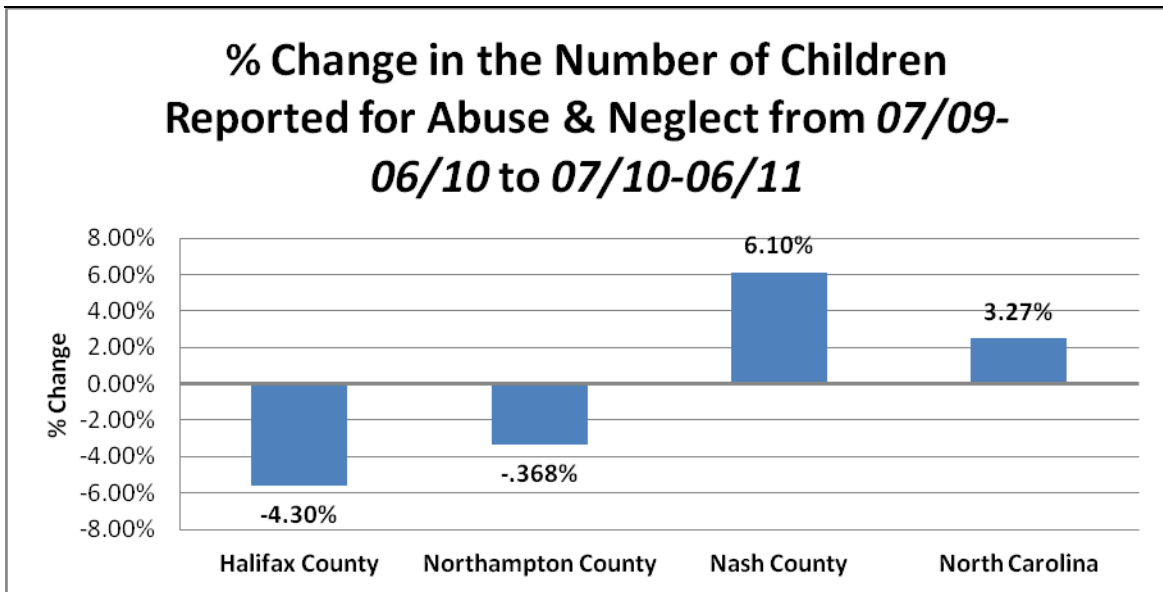 % Change in the Number of Children
Reported for Abuse & Neglect from 07/09-
06/10 to 07/10-06/11
8.00%
6.00%
4.00%
2.00%
0.00%
-2.00%
-4.00%
-6.00%
-8.00%
% Change
6.10%
3.27%
-.368%
-4.30%
Halifax County
Northampton County
Nash County
North Carolina